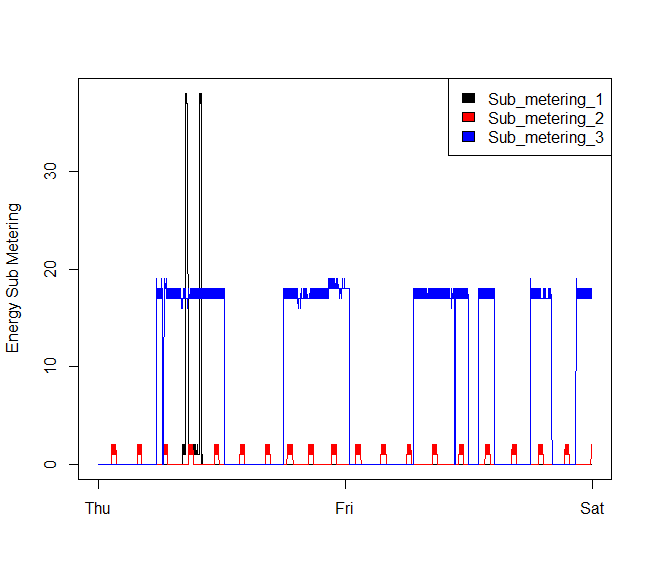 Sub_metering_1
Sub_metering_2
Sub_metering_3
Energy Sub Metering
30
20
10
0
Thu Fri Sat